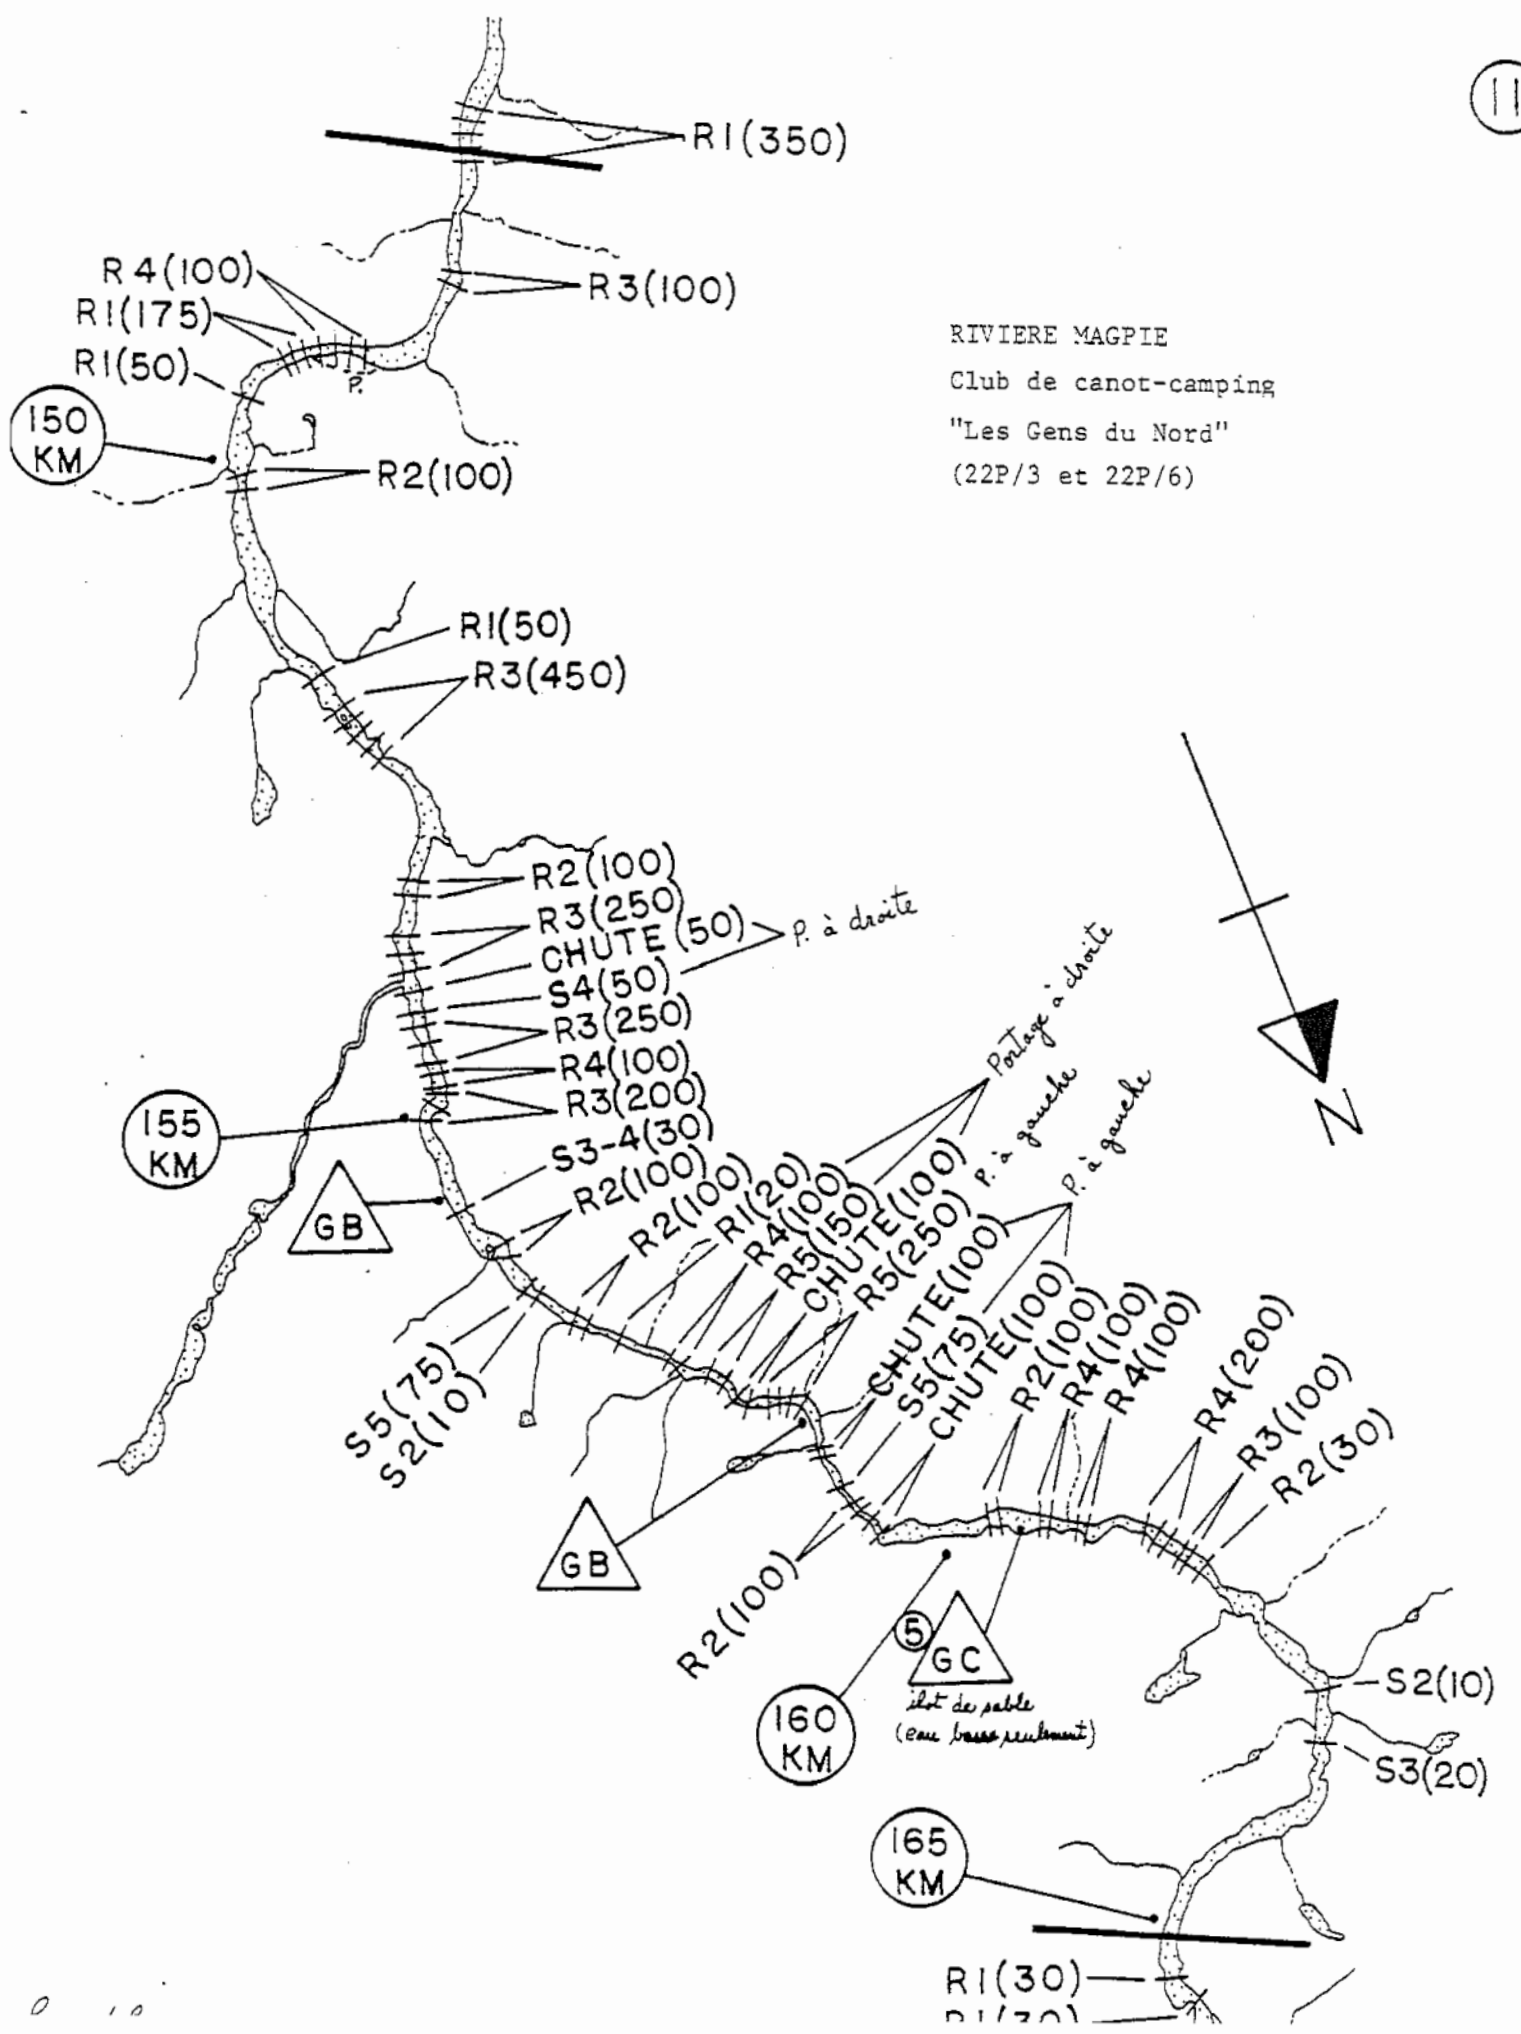 11
R1(350)
R4(100)
R3(100)
R1(175)
RIVIERE MAGPIE
R1(50)
P.
Club de canot-camping
150
KM
"Les Gens du Nord"
R2(100)
(22P/3 et 22P/6)
R1(50)
R3(450)
R2(100)
R3(250)
CHUTE(50)
P. à droite
S4(50)
R3(250)
R4(100)
R3(200)
155
KM
S3-4(30)
GB
R2(100)
R2(100)
R1(20)
R4(100)
Portage à droite
R5(150)
CHUTE(100)
R5(250)
P. à gauche
CHUTE(100)
P. à gauche
S5(75)
CHUTE(100)
R2(100)
R4(100)
R4(100)
R4(200)
R3(100)
R2(30)
N
S5(75)
S2(10)
GB
R2(100)
5
GC
ilot de sable
(eau basse seulement)
160
KM
S2(10)
S3(20)
165
KM
R1(30)
R1(30)